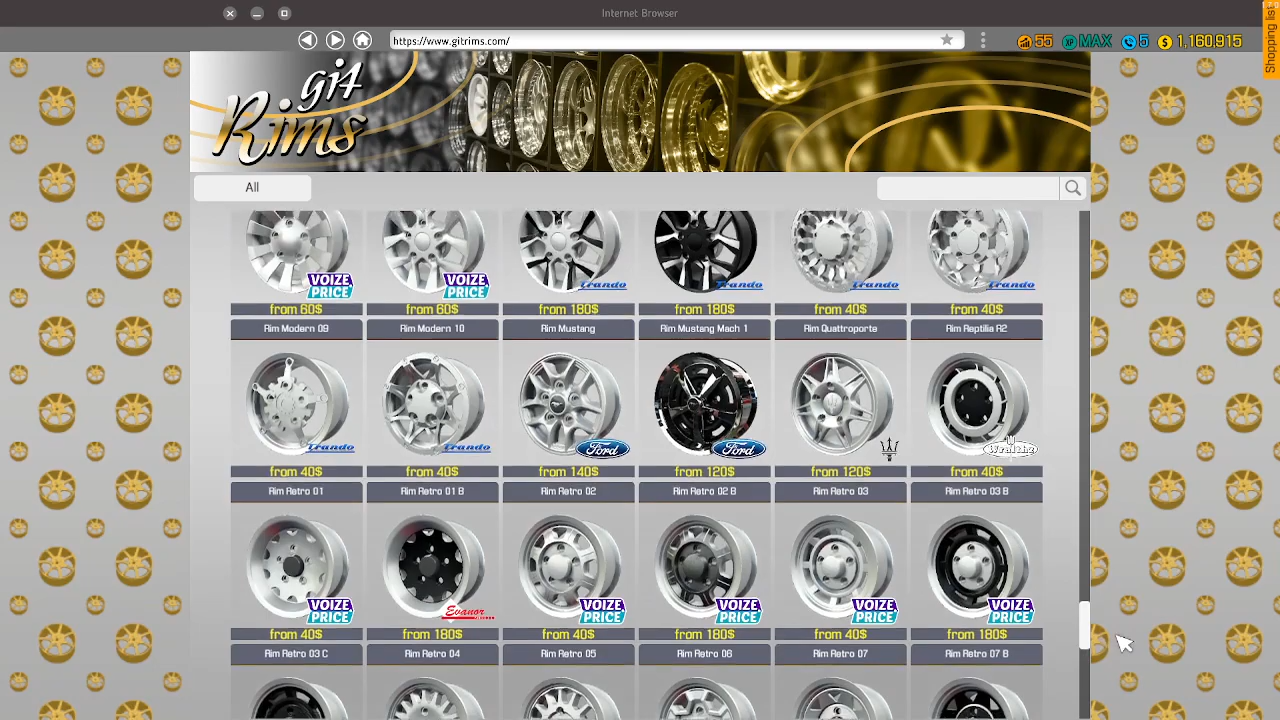 Internet Browser
Shopping list
https://www.gitrims.com/
55
XP MAX
5
$ 1,160,915
git
Rims
All
VOIZE PRICE
VOIZE PRICE
Trando
Trando
Trando
Trando
from 60$
from 60$
from 180$
from 180$
from 40$
from 40$
Rim Modern 09
Rim Modern 10
Rim Mustang
Rim Mustang Mach 1
Rim Quattroporte
Rim Reptilia R2
Trando
Trando
Ford
Ford
from 40$
from 40$
from 140$
from 120$
from 120$
from 40$
Rim Retro 01
Rim Retro 01 B
Rim Retro 02
Rim Retro 02 B
Rim Retro 03
Rim Retro 03 B
VOIZE PRICE
Evanor
VOIZE PRICE
VOIZE PRICE
VOIZE PRICE
VOIZE PRICE
from 40$
from 180$
from 40$
from 180$
from 40$
from 180$
Rim Retro 03 C
Rim Retro 04
Rim Retro 05
Rim Retro 06
Rim Retro 07
Rim Retro 07 B